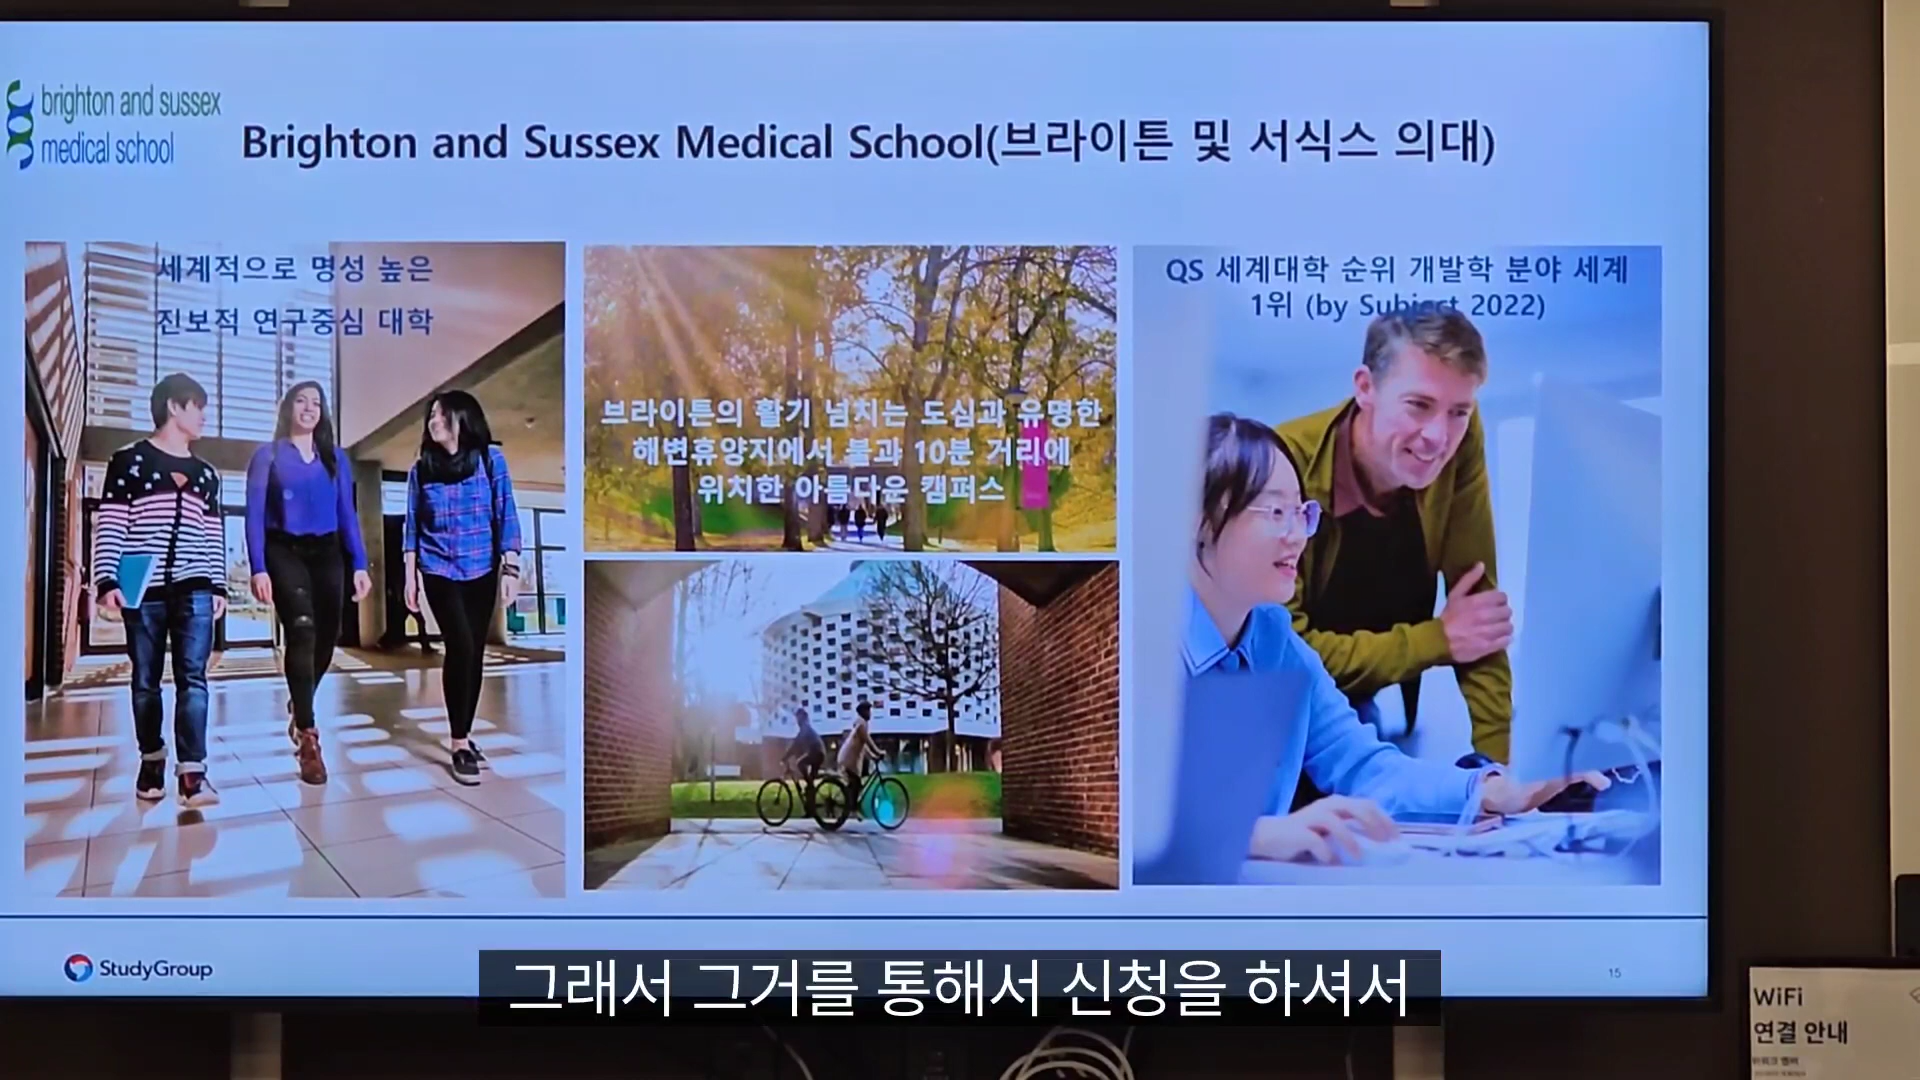 brighton and sussex
medical school
Brighton and Sussex Medical School(브라이튼 및 서식스 의대)
세계적으로 명성 높은
진보적 연구중심 대학
브라이튼의 활기 넘치는 도심과 유명한
해변휴양지에서 불과 10분 거리에
위치한 아름다운 캠퍼스
QS 세계대학 순위 개발학 분야 세계
1위 (by Subject 2022)
StudyGroup
15
그래서 그거를 통해서 신청을 하셔서
WiFi
연결 안내